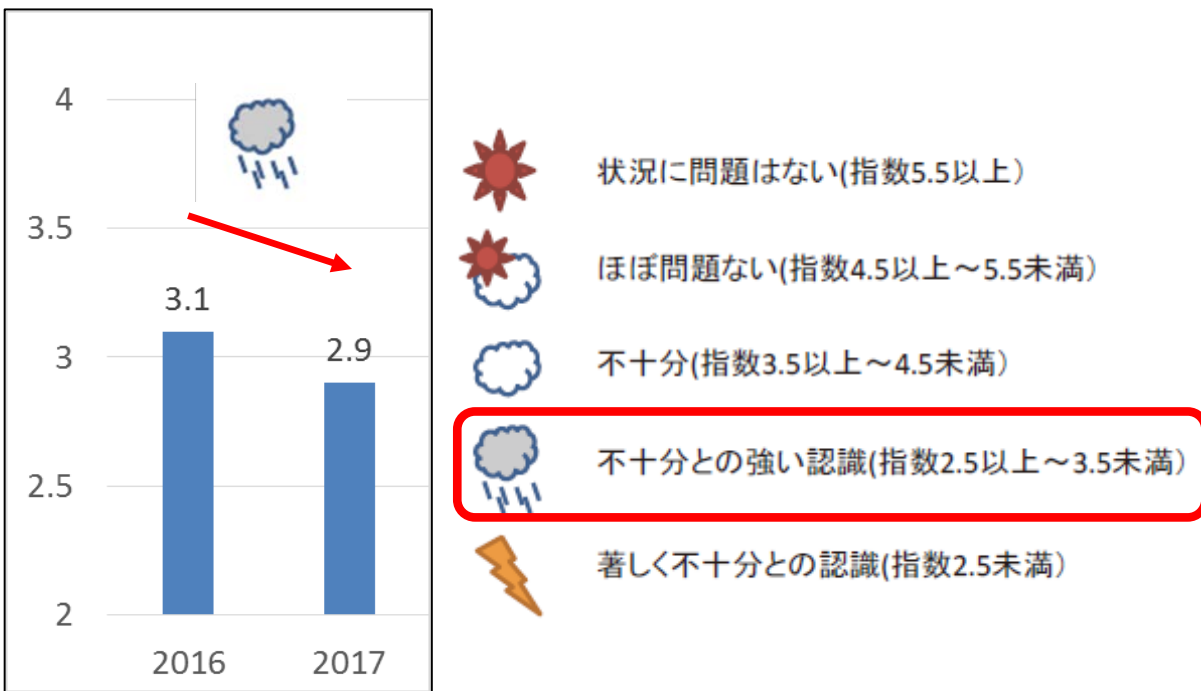 4
3.5
3
2.5
2
3.1
2.9
2016
2017
状況に問題はない(指数5.5以上)
ほぼ問題ない(指数4.5以上～5.5未満)
不十分(指数3.5以上～4.5未満)
不十分との強い認識(指数2.5以上～3.5未満)
著しく不十分との認識(指数2.5未満)